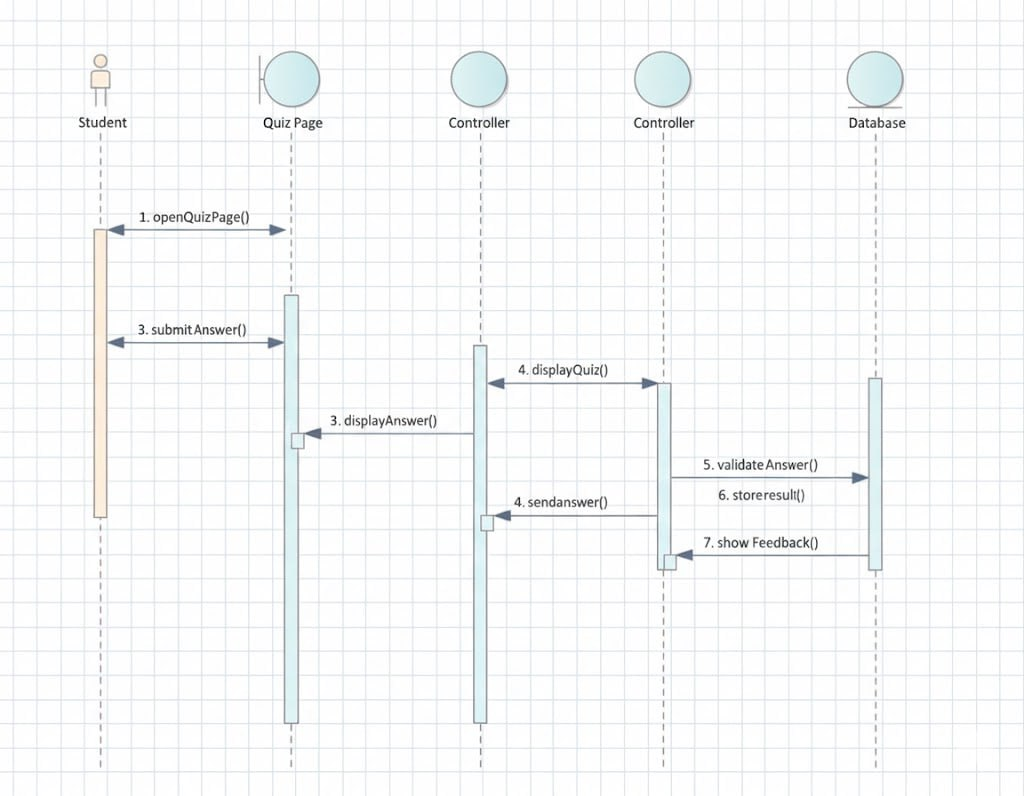 Student
Quiz Page
Controller
Controller
Database
1. openQuizPage()
3. submitAnswer()
4. displayQuiz()
3. displayAnswer()
5. validateAnswer()
6. storeresult()
4. sendanswer()
7. show Feedback()